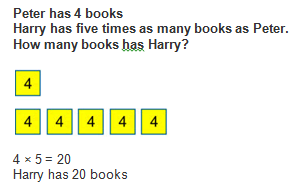 Peter has 4 books
Harry has five times as many books as Peter.
How many books has Harry?
4
4 4 4 4 4
4 × 5 = 20
Harry has 20 books